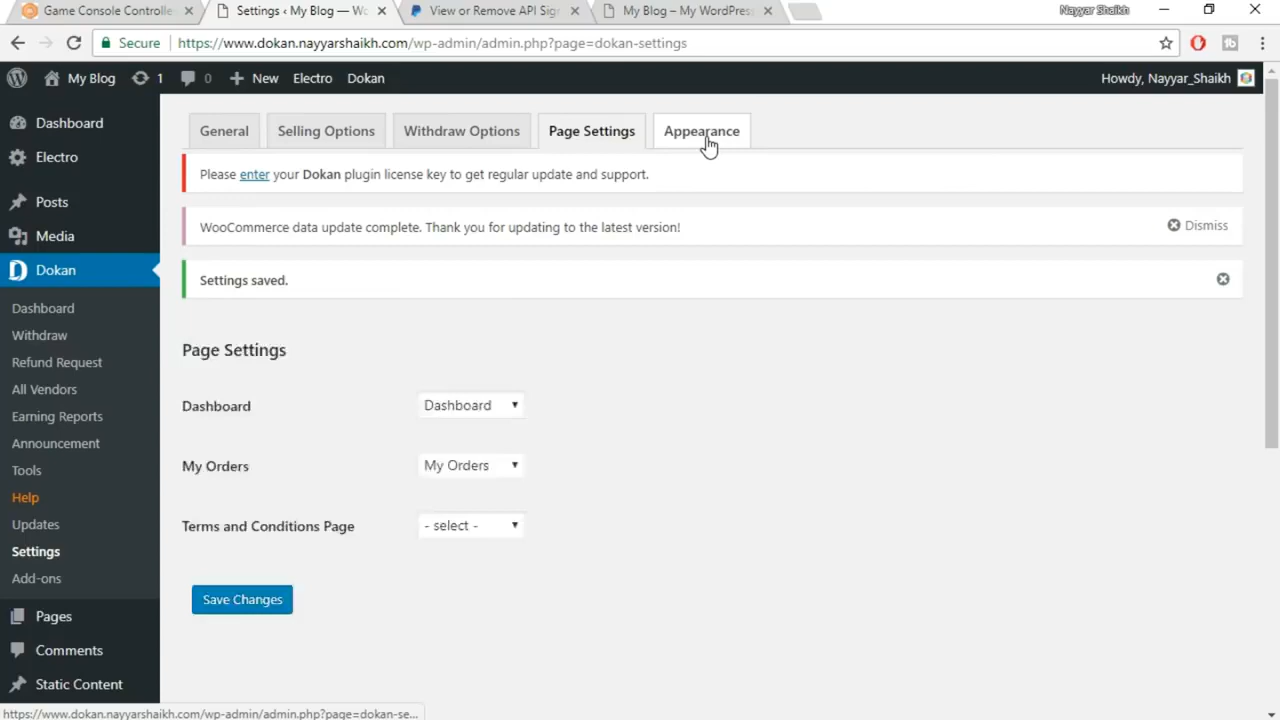 Game Console Controlle
Settings ‹ My Blog — Wo
View or Remove API Sig
My Blog – My WordPress
Nayyar Shaikh
Secure
https://www.dokan.nayyarshaikh.com/wp-admin/admin.php?page=dokan-settings
My Blog
1
0
New
Electro
Dokan
Howdy, Nayyar_Shaikh
Dashboard
Electro
Posts
Media
Dokan
Dashboard
Withdraw
Refund Request
All Vendors
Earning Reports
Announcement
Tools
Help
Updates
Settings
Add-ons
Pages
Comments
Static Content
General
Selling Options
Withdraw Options
Page Settings
Appearance
Please enter your Dokan plugin license key to get regular update and support.
WooCommerce data update complete. Thank you for updating to the latest version!
Dismiss
Settings saved.
Page Settings
Dashboard
Dashboard
My Orders
My Orders
Terms and Conditions Page
- select -
Save Changes
https://www.dokan.nayyarshaikh.com/wp-admin/admin.php?page=dokan-se...